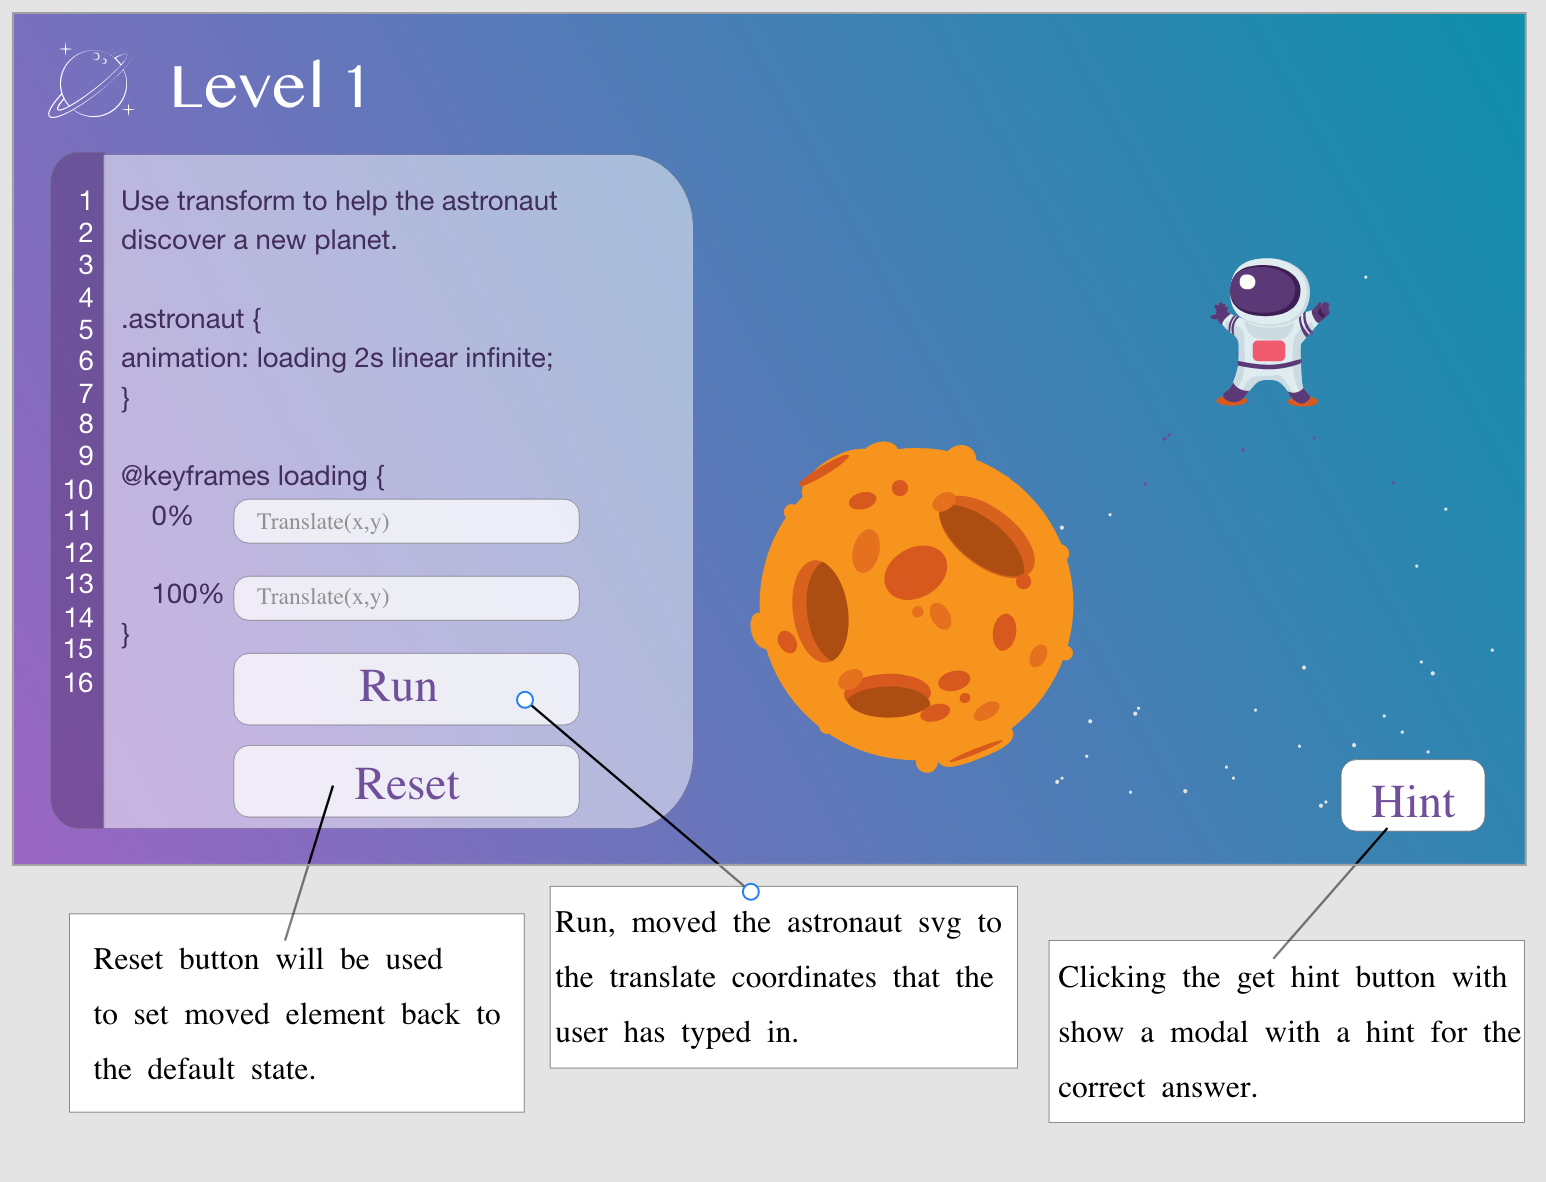 Level 1
1
2
3
4
5
6
7
8
9
10
11
12
13
14
15
16
Use transform to help the astronaut
discover a new planet.
.astronaut {
animation: loading 2s linear infinite;
}
@keyframes loading {
0% Translate(x,y)
100% Translate(x,y)
}
Run
Reset
Hint
Reset button will be used
to set moved element back to
the default state.
Run, moved the astronaut svg to
the translate coordinates that the
user has typed in.
Clicking the get hint button with
show a modal with a hint for the
correct answer.